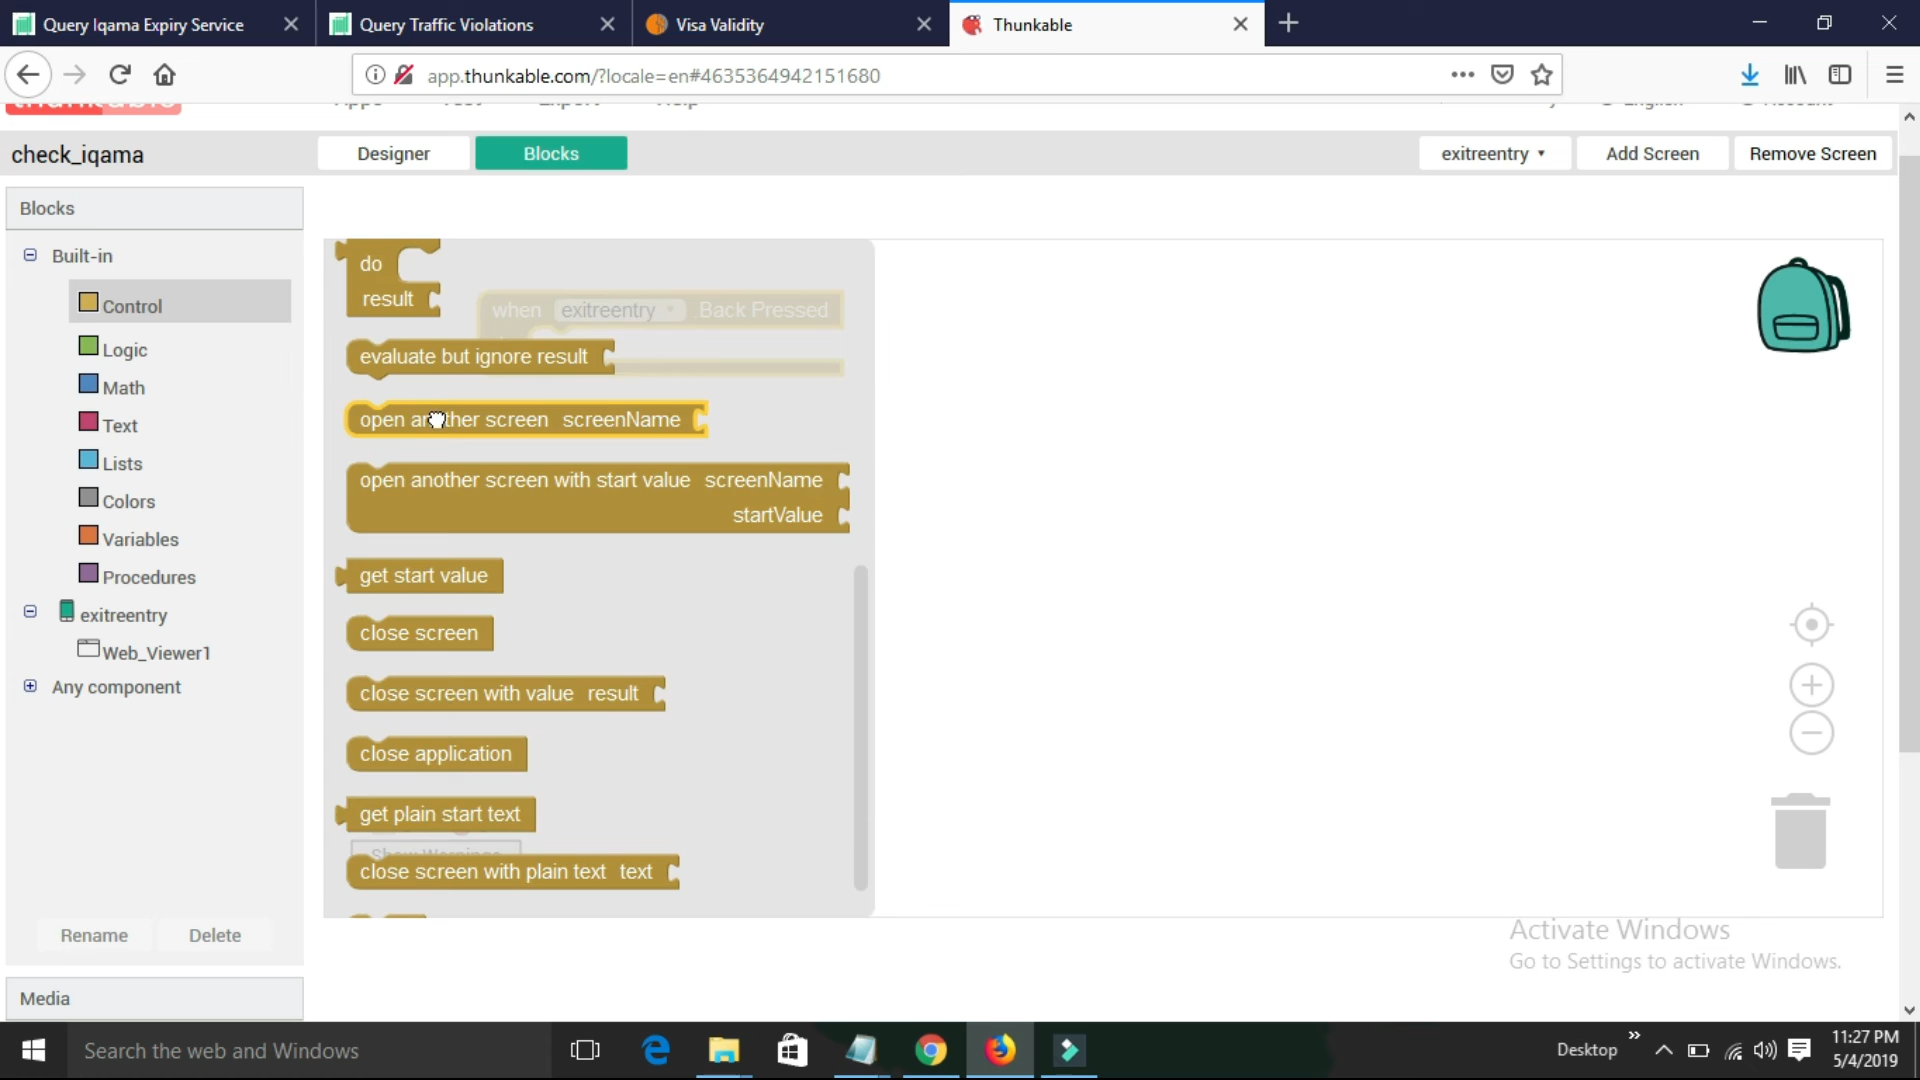 Query Iqama Expiry Service
Query Traffic Violations
Visa Validity
Thunkable
app.thunkable.com/?locale=en#4635364942151680
check_iqama
Designer
Blocks
exitreentry
Add Screen
Remove Screen
Blocks
Built-in
Control
Logic
Math
Text
Lists
Colors
Variables
Procedures
exitreentry
Web_Viewer1
Any component
Rename
Delete
Media
do
result
when exitreentry .Back Pressed
evaluate but ignore result
open another screen screenName
open another screen with start value screenName
startValue
get start value
close screen
close screen with value result
close application
get plain start text
Show Warnings
close screen with plain text text
Activate Windows
Go to Settings to activate Windows.
Search the web and Windows
Desktop
11:27 PM
5/4/2019